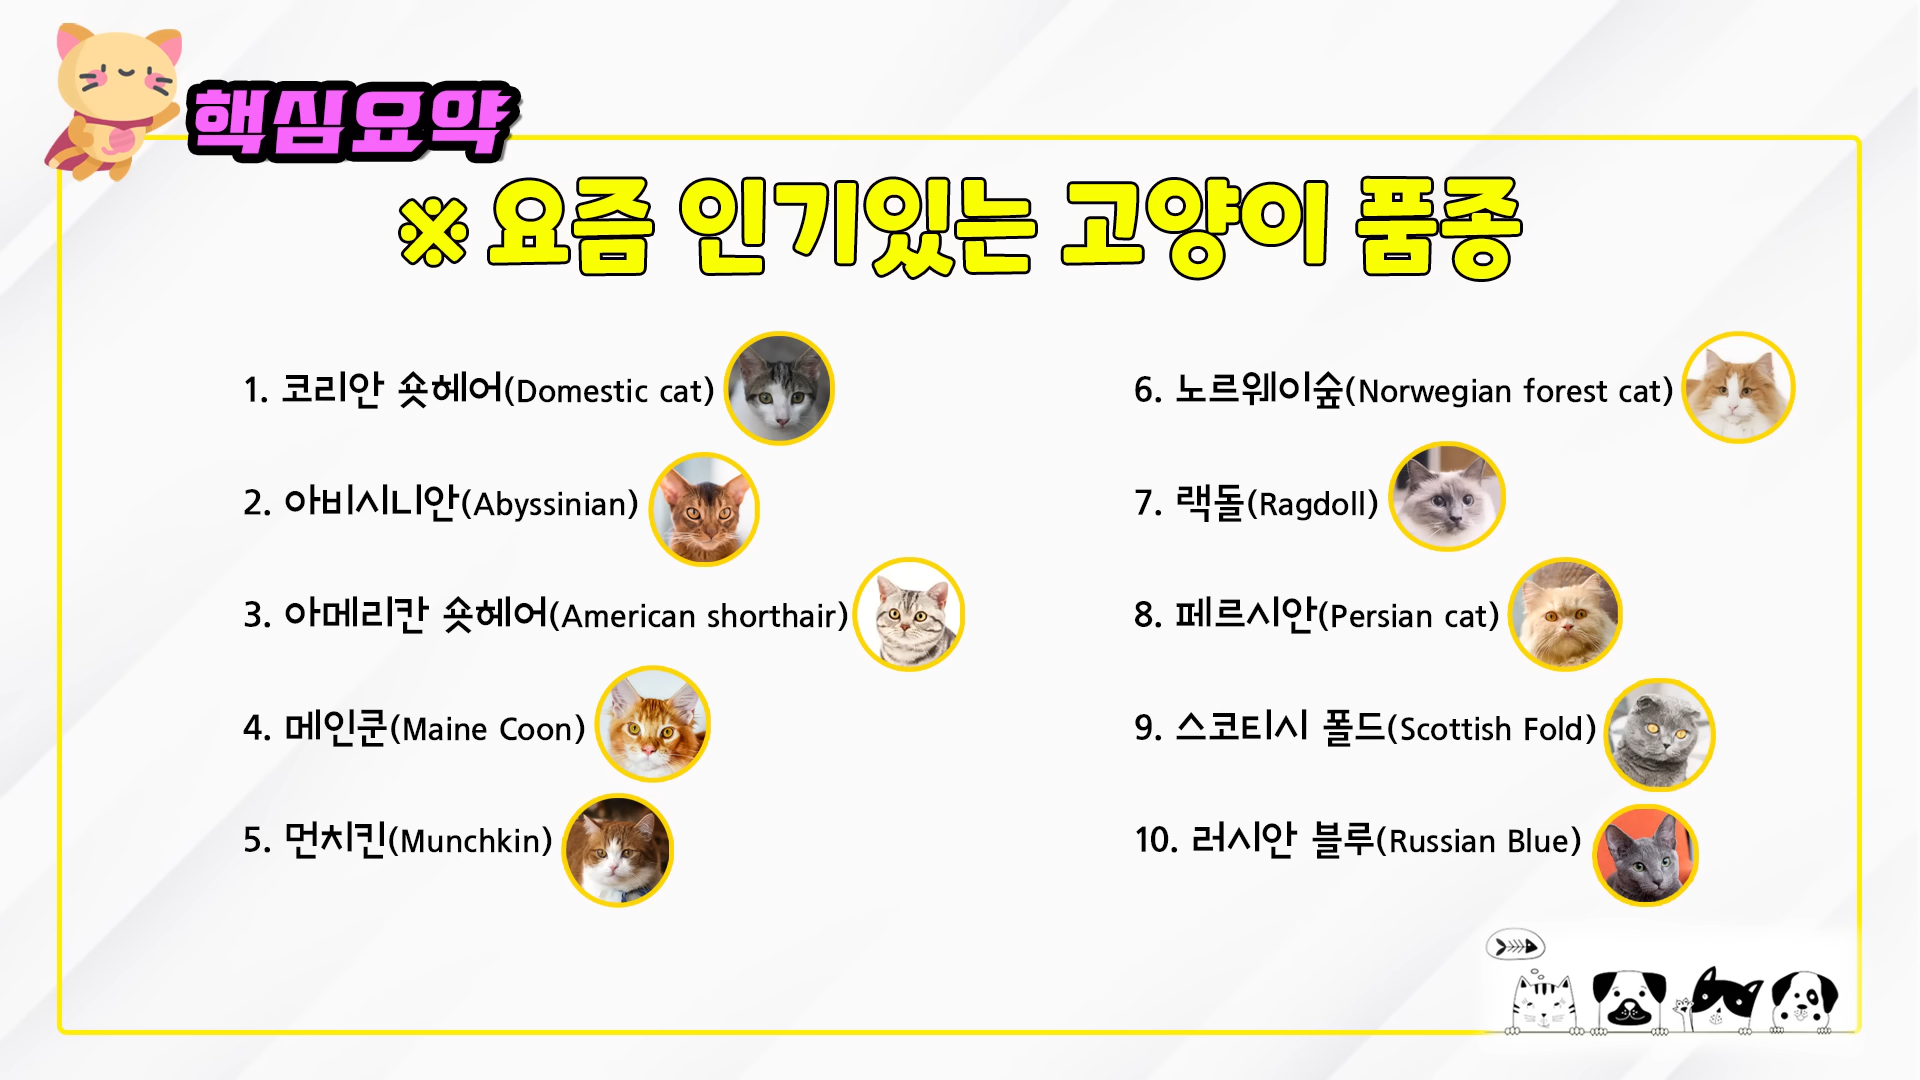 핵심요약
※ 요즘 인기있는 고양이 품종
1. 코리안 숏헤어(Domestic cat)
2. 아비시니안(Abyssinian)
3. 아메리칸 숏헤어(American shorthair)
4. 메인쿤(Maine Coon)
5. 먼치킨(Munchkin)
6. 노르웨이숲(Norwegian forest cat)
7. 랙돌(Ragdoll)
8. 페르시안(Persian cat)
9. 스코티시 폴드(Scottish Fold)
10. 러시안 블루(Russian Blue)